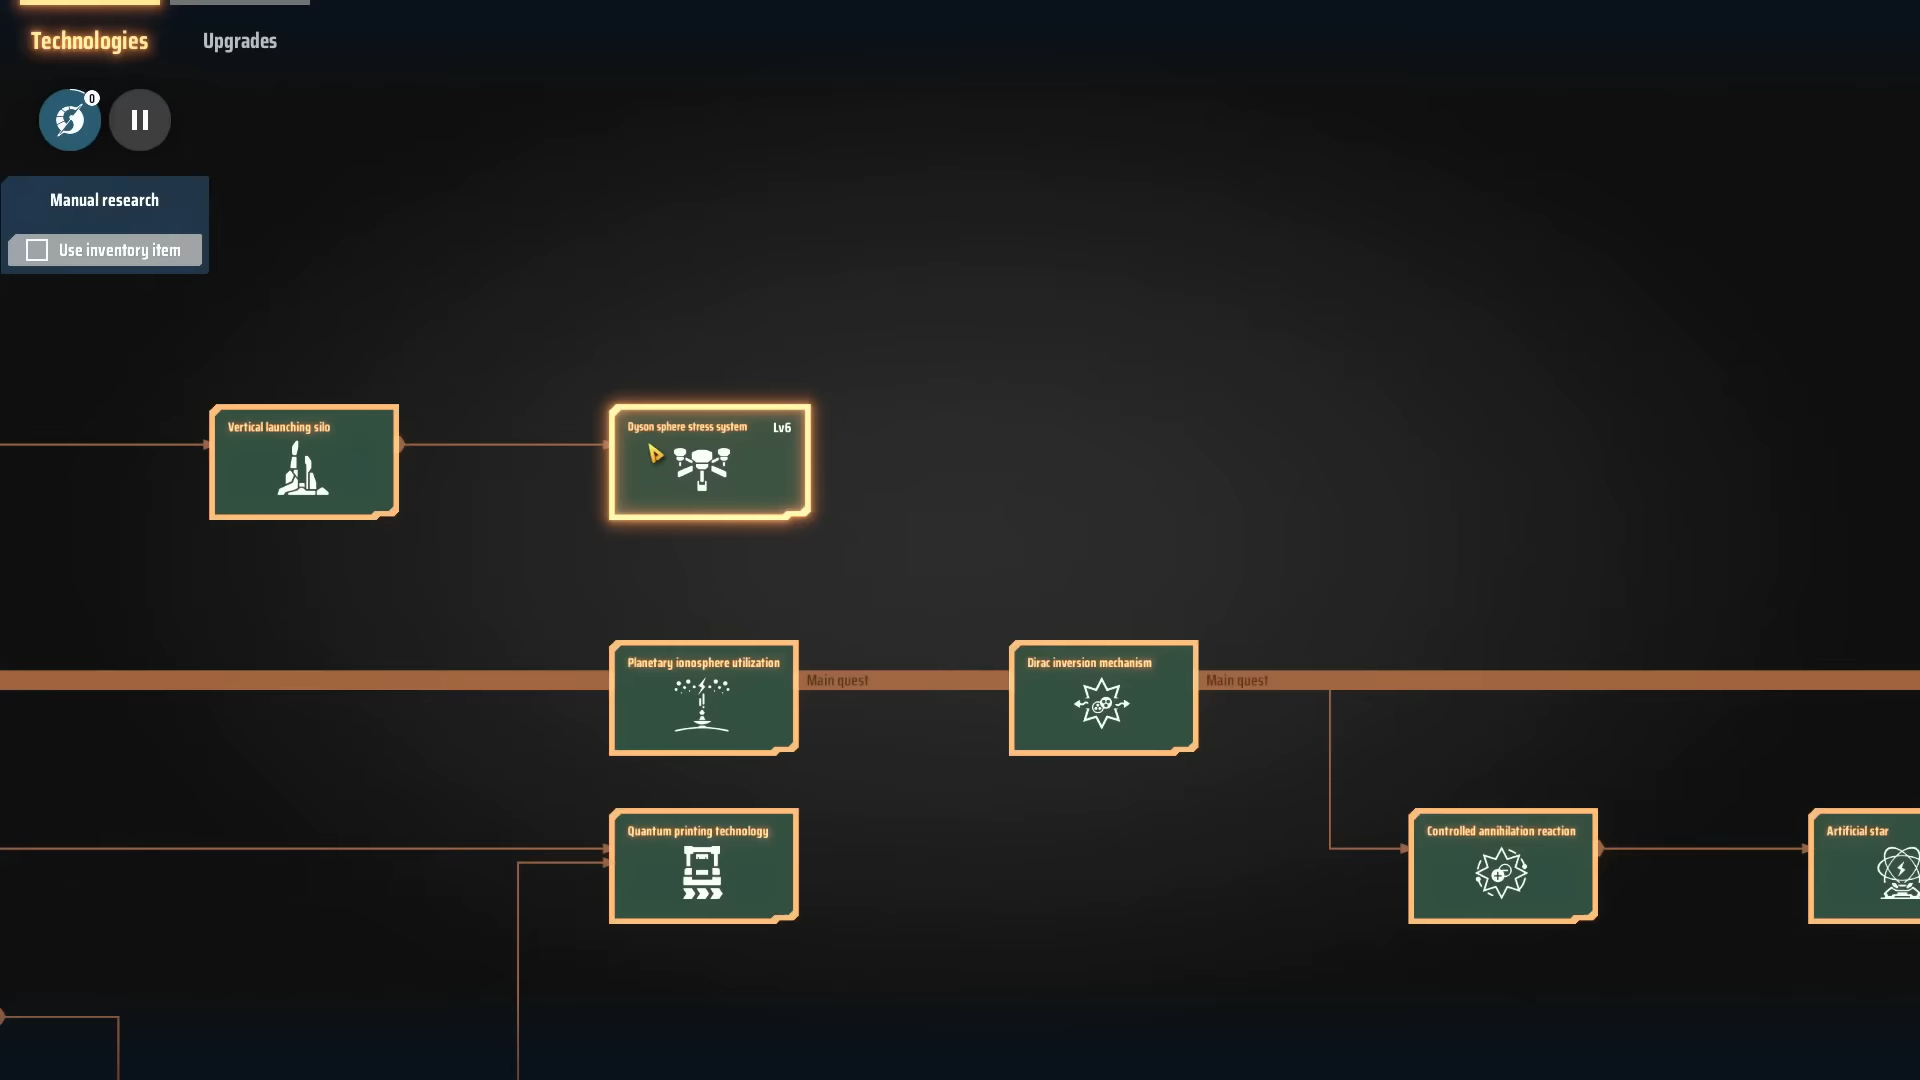 Technologies
Upgrades
0
Manual research
Use inventory item
Vertical launching silo
Dyson sphere stress system
Lv6
Planetary ionosphere utilization
Main quest
Dirac inversion mechanism
Main quest
Quantum printing technology
Controlled annihilation reaction
Artificial star